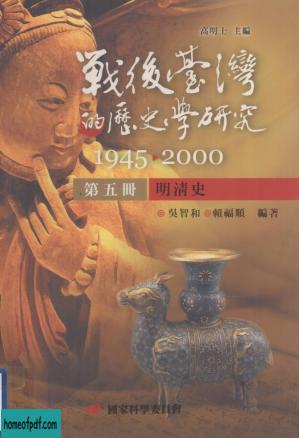 高明士 主編
戰後臺灣
的歷史學研究
1945-2000
第五冊 明清史
吳智和 賴福順 編著
國家科學委員會
homeofpdf.com